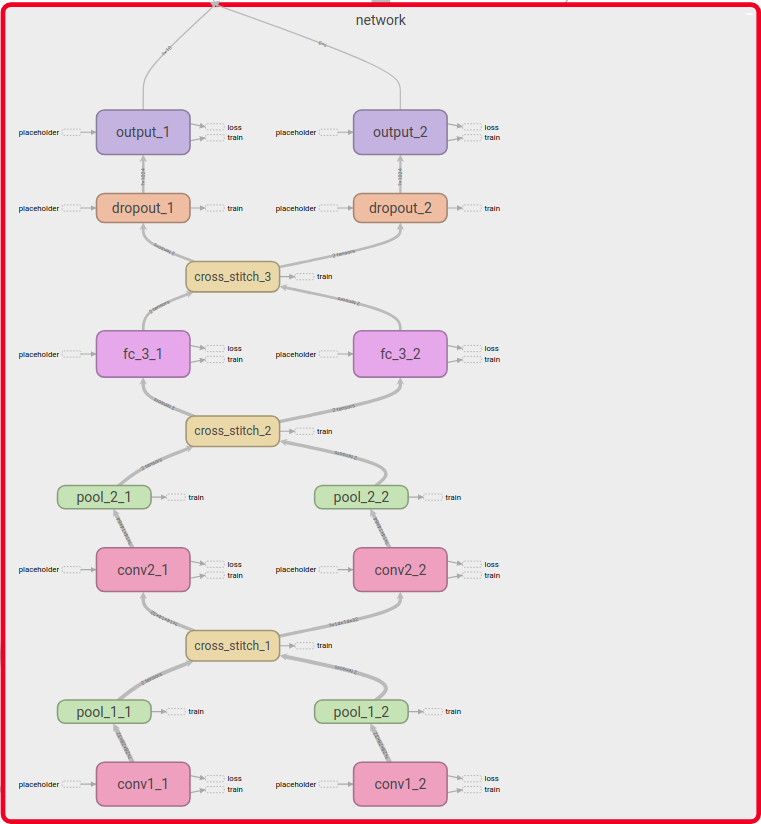 network
output_1
output_2
placeholder
loss
train
placeholder
loss
train
dropout_1
dropout_2
placeholder
train
placeholder
train
cross_stitch_3
train
fc_3_1
fc_3_2
placeholder
loss
train
placeholder
loss
train
cross_stitch_2
train
pool_2_1
train
pool_2_2
train
conv2_1
conv2_2
placeholder
loss
train
placeholder
loss
train
cross_stitch_1
train
pool_1_1
train
pool_1_2
train
conv1_1
conv1_2
placeholder
loss
train
placeholder
loss
train